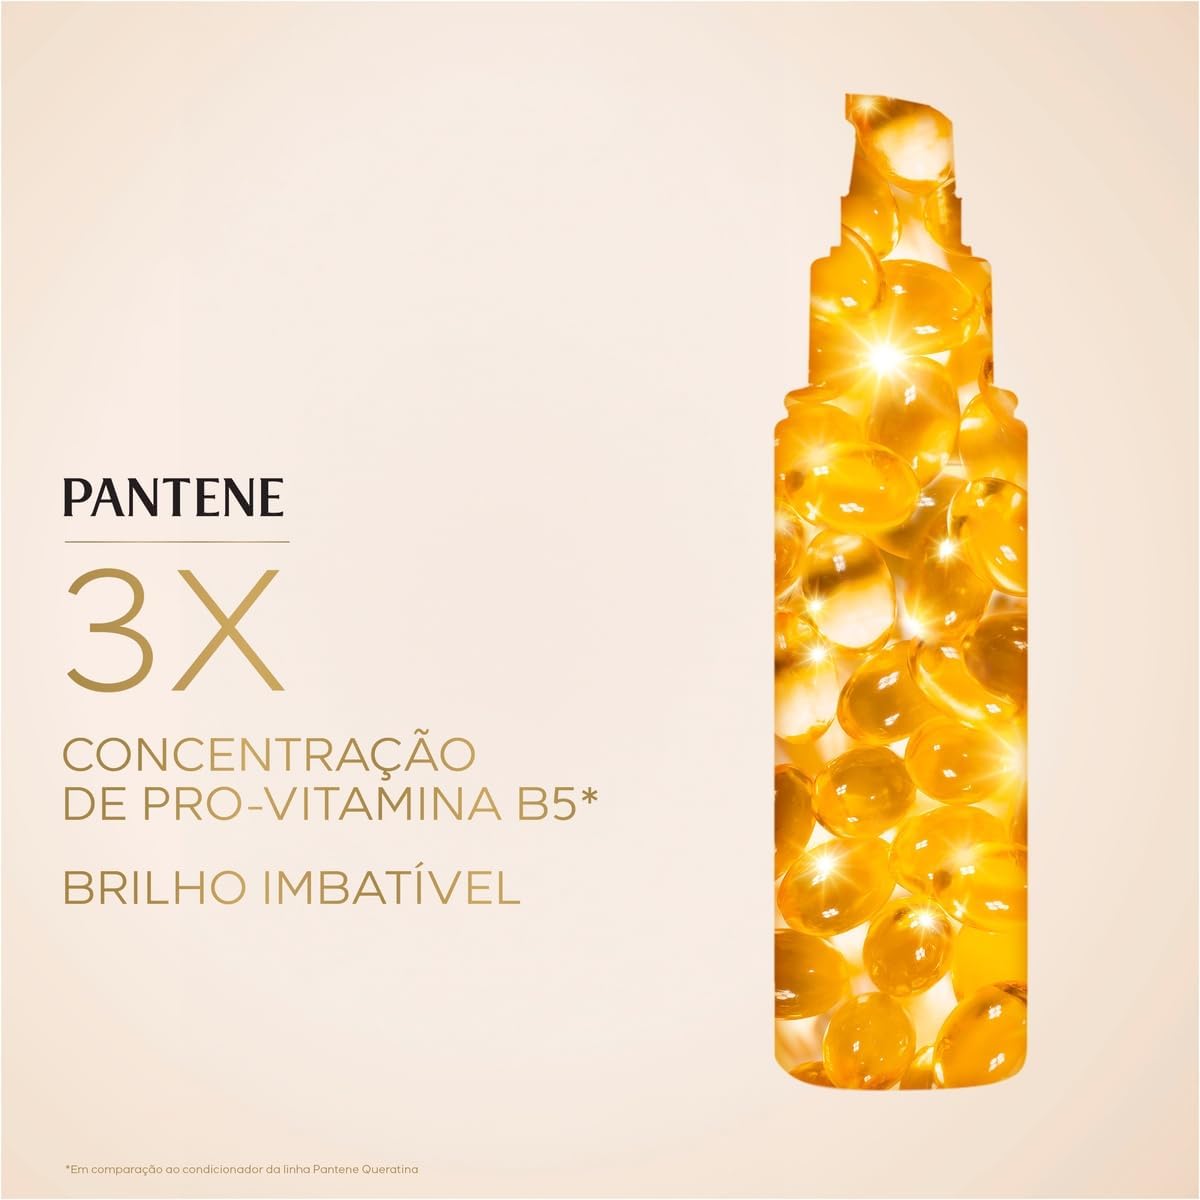 PANTENE
3X
CONCENTRAÇÃO
DE PRO-VITAMINA B5*
BRILHO IMBATÍVEL
*Em comparação ao condicionador da linha Pantene Queratina